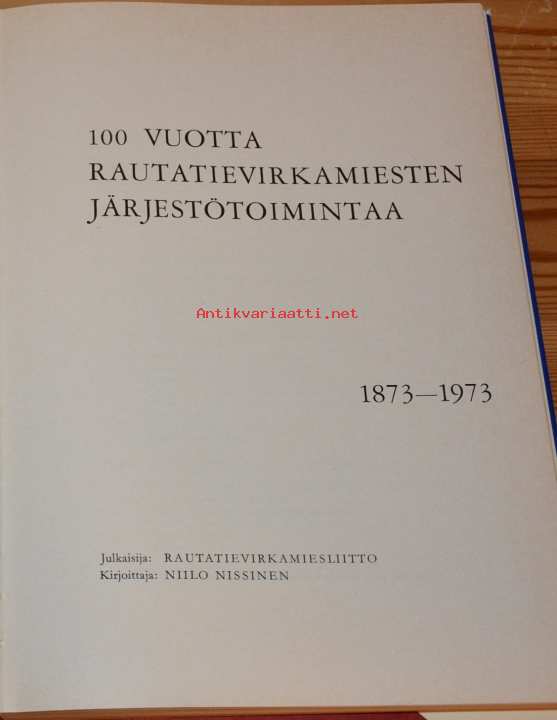 100 VUOTTA
RAUTATIEVIRKAMIESTEN
JÄRJESTÖTOIMINTAA
Antikvariaatti.net
1873—1973
Julkaisija: RAUTATIEVIRKAMIESLIITTO
Kirjoittaja: NIILO NISSINEN